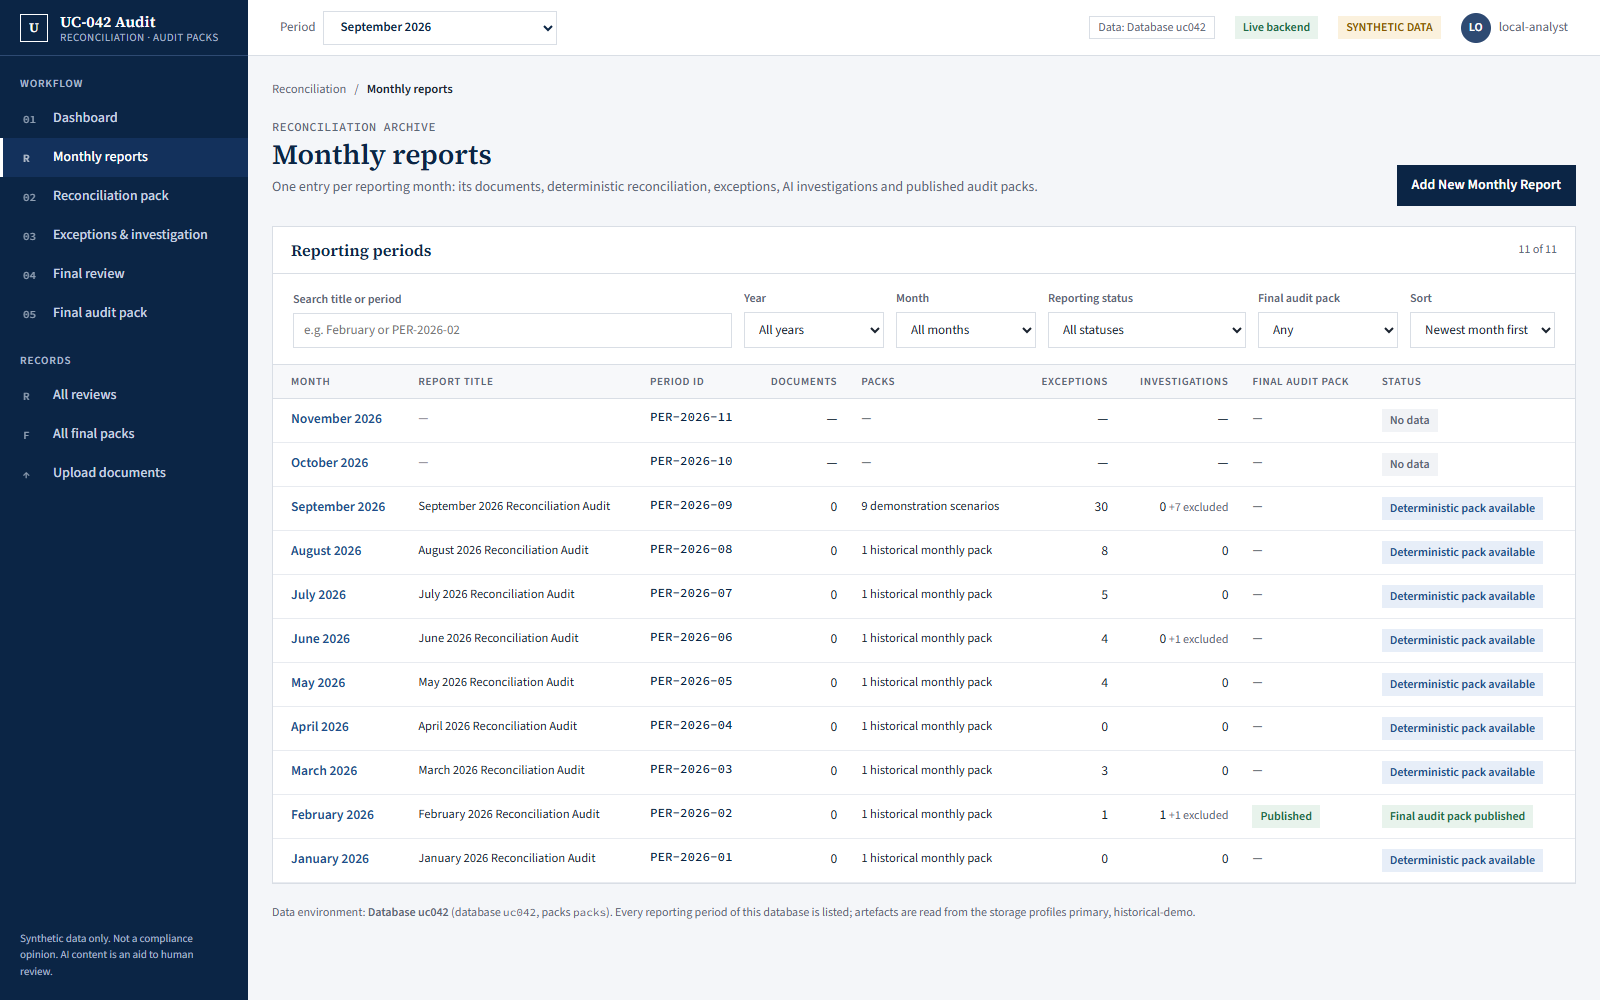 U
UC-042 Audit
RECONCILIATION · AUDIT PACKS
Period
September 2026
Data: Database uc042
Live backend
SYNTHETIC DATA
LO
local-analyst
WORKFLOW
01 Dashboard
R Monthly reports
02 Reconciliation pack
03 Exceptions & investigation
04 Final review
05 Final audit pack
RECORDS
R All reviews
F All final packs
↑ Upload documents
Synthetic data only. Not a compliance
opinion. AI content is an aid to human
review.
Reconciliation / Monthly reports
RECONCILIATION ARCHIVE
Monthly reports
One entry per reporting month: its documents, deterministic reconciliation, exceptions, AI investigations and published audit packs.
Add New Monthly Report
Reporting periods
11 of 11
Search title or period
Year
Month
Reporting status
Final audit pack
Sort
e.g. February or PER-2026-02
All years
All months
All statuses
Any
Newest month first
MONTH REPORT TITLE PERIOD ID DOCUMENTS PACKS EXCEPTIONS INVESTIGATIONS FINAL AUDIT PACK STATUS
November 2026 — PER-2026-11 — — — — — No data
October 2026 — PER-2026-10 — — — — — No data
September 2026 September 2026 Reconciliation Audit PER-2026-09 0 9 demonstration scenarios 30 0 +7 excluded — Deterministic pack available
August 2026 August 2026 Reconciliation Audit PER-2026-08 0 1 historical monthly pack 8 0 — Deterministic pack available
July 2026 July 2026 Reconciliation Audit PER-2026-07 0 1 historical monthly pack 5 0 — Deterministic pack available
June 2026 June 2026 Reconciliation Audit PER-2026-06 0 1 historical monthly pack 4 0 +1 excluded — Deterministic pack available
May 2026 May 2026 Reconciliation Audit PER-2026-05 0 1 historical monthly pack 4 0 — Deterministic pack available
April 2026 April 2026 Reconciliation Audit PER-2026-04 0 1 historical monthly pack 0 0 — Deterministic pack available
March 2026 March 2026 Reconciliation Audit PER-2026-03 0 1 historical monthly pack 3 0 — Deterministic pack available
February 2026 February 2026 Reconciliation Audit PER-2026-02 0 1 historical monthly pack 1 1 +1 excluded Published Final audit pack published
January 2026 January 2026 Reconciliation Audit PER-2026-01 0 1 historical monthly pack 0 0 — Deterministic pack available
Data environment: Database uc042 (database uc042, packs packs). Every reporting period of this database is listed; artefacts are read from the storage profiles primary, historical-demo.